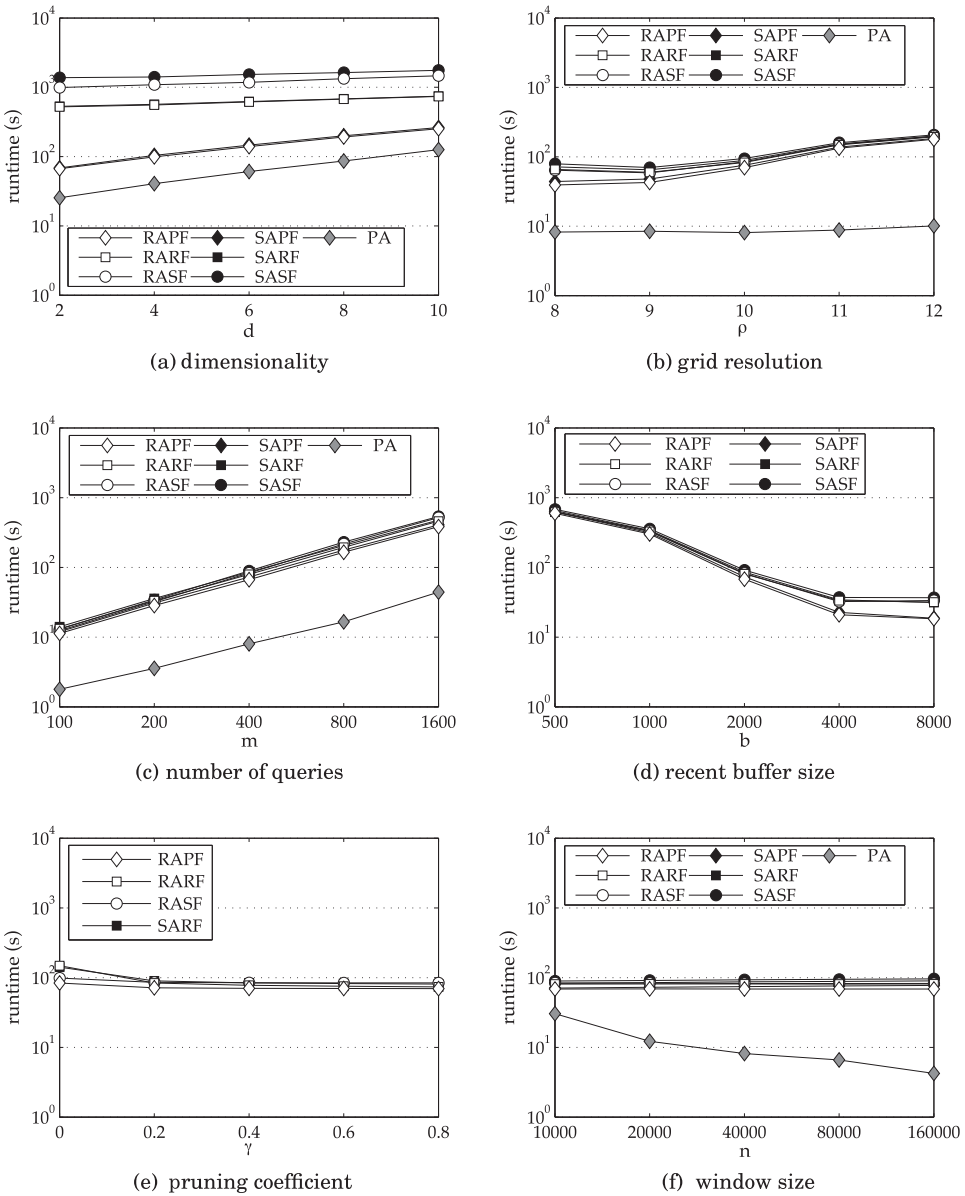 10^4
10^3
10^2
10^1
10^0
runtime (s)
RAPF SAPF PA
RARF SARF
RASF SASF
2 4 6 8 10
d
(a) dimensionality
10^4
10^3
10^2
10^1
10^0
runtime (s)
RAPF SAPF PA
RARF SARF
RASF SASF
8 9 10 11 12
ρ
(b) grid resolution
10^4
10^3
10^2
10^1
10^0
runtime (s)
RAPF SAPF PA
RARF SARF
RASF SASF
100 200 400 800 1600
m
(c) number of queries
10^4
10^3
10^2
10^1
10^0
runtime (s)
RAPF SAPF
RARF SARF
RASF SASF
500 1000 2000 4000 8000
b
(d) recent buffer size
10^4
10^3
10^2
10^1
10^0
runtime (s)
RAPF
RARF
RASF
SARF
0 0.2 0.4 0.6 0.8
γ
(e) pruning coefficient
10^4
10^3
10^2
10^1
10^0
runtime (s)
RAPF SAPF PA
RARF SARF
RASF SASF
10000 20000 40000 80000 160000
n
(f) window size